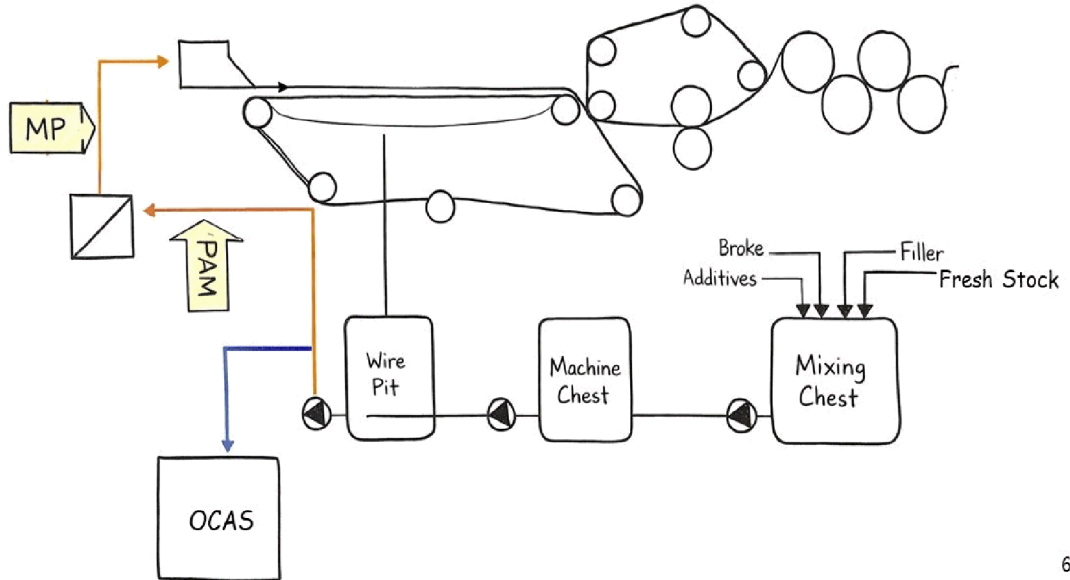 MP
PAM
Broke
Filler
Additives
Fresh Stock
Wire
Pit
Machine
Chest
Mixing
Chest
OCAS
6